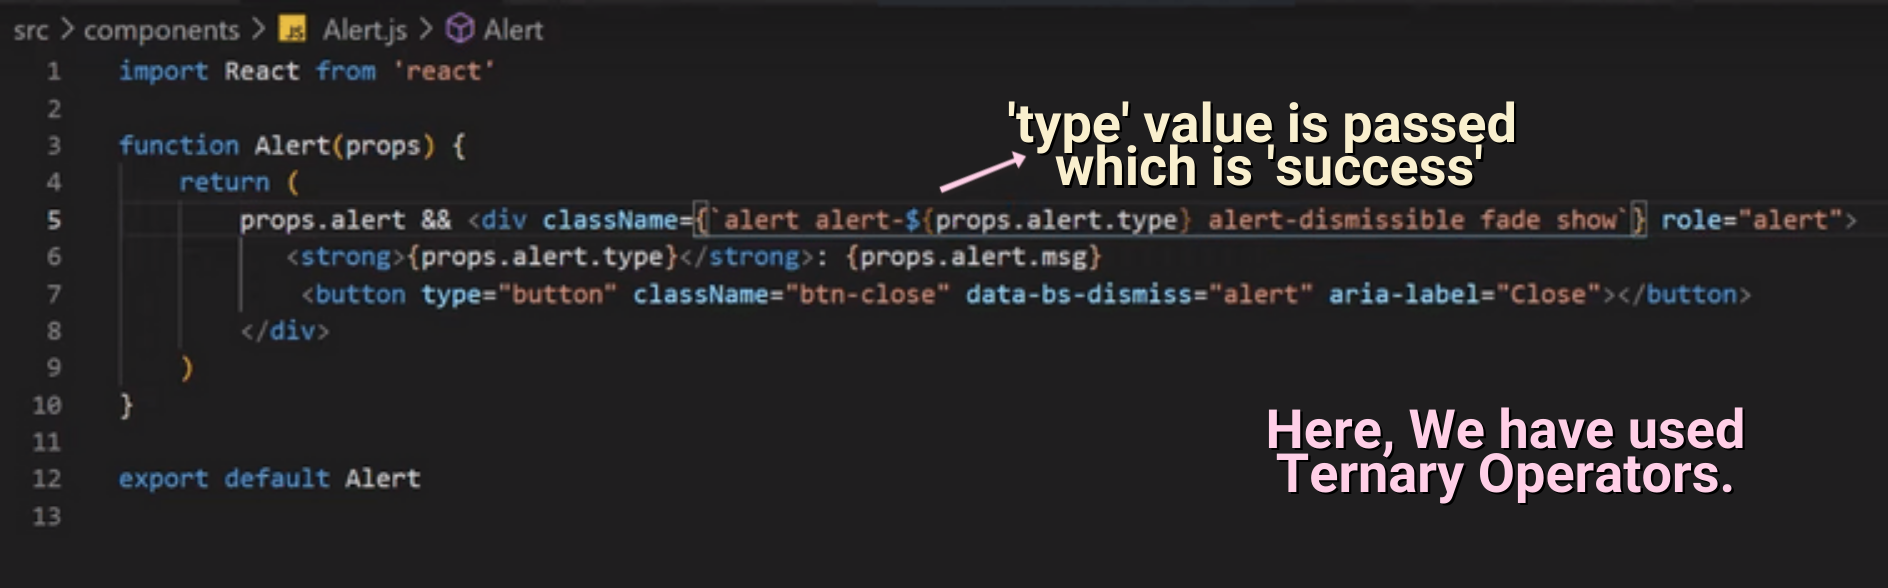 src > components > JS Alert.js > Alert
1 import React from 'react'
2
3 function Alert(props) {
4 return (
5 props.alert && <div className={`alert alert-${props.alert.type} alert-dismissible fade show`} role="alert">
6 <strong>{props.alert.type}</strong>: {props.alert.msg}
7 <button type="button" className="btn-close" data-bs-dismiss="alert" aria-label="Close"></button>
8 </div>
9 )
10 }
11
12 export default Alert
13
'type' value is passed
which is 'success'
Here, We have used
Ternary Operators.